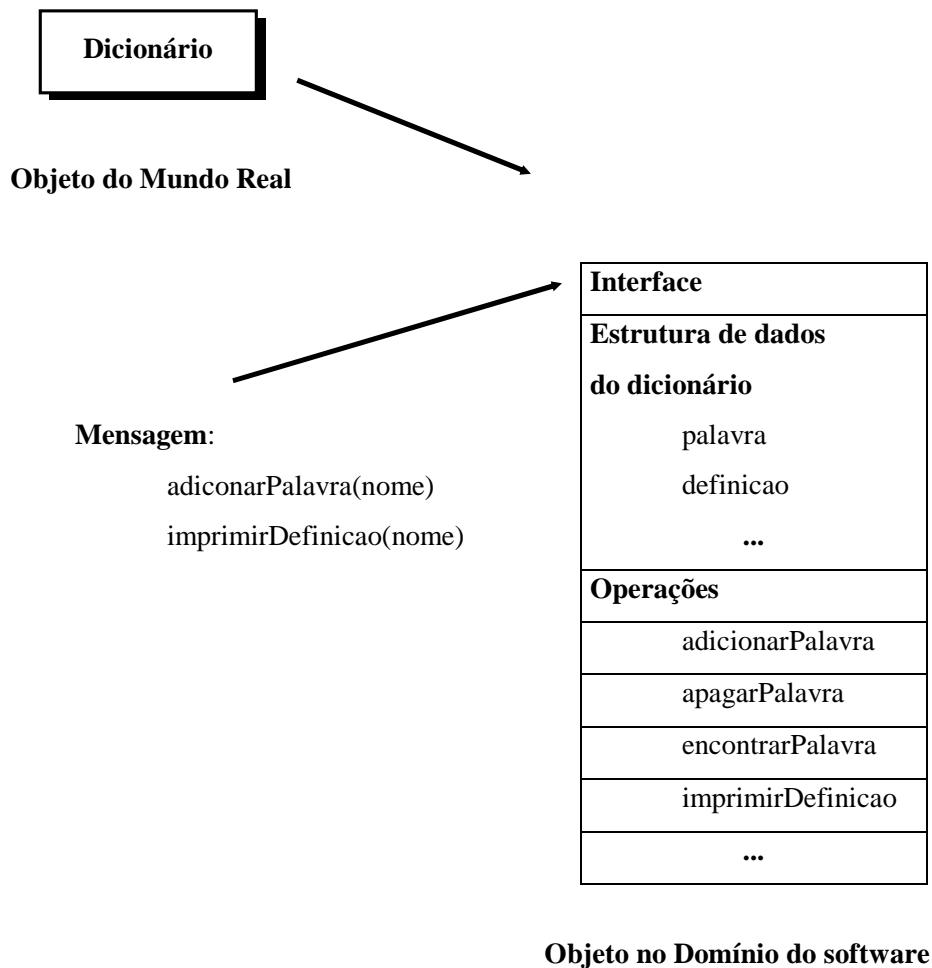 Dicionário
Objeto do Mundo Real
Mensagem:
adiconarPalavra(nome)
imprimirDefinicao(nome)
Interface
Estrutura de dados
do dicionário
palavra
definicao
...
Operações
adicionarPalavra
apagarPalavra
encontrarPalavra
imprimirDefinicao
...
Objeto no Domínio do software